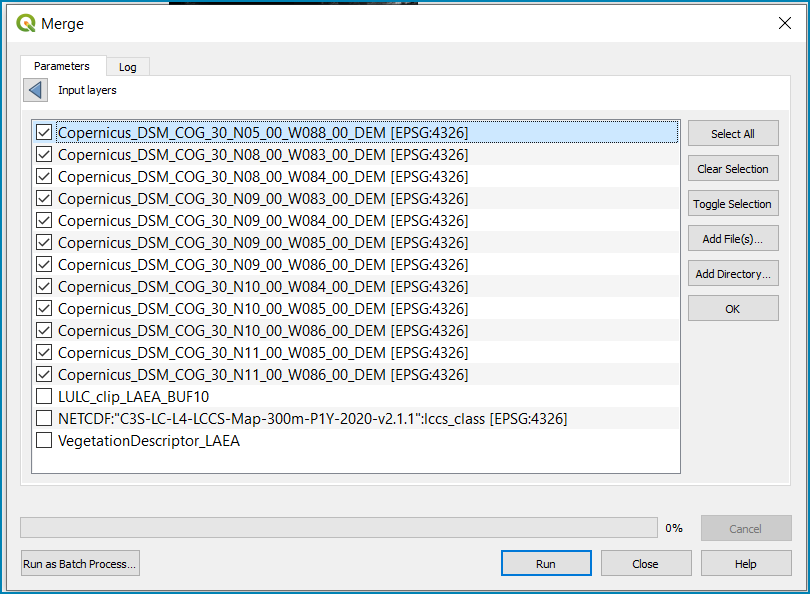 Merge
Parameters
Log
Input layers
Copernicus_DSM_COG_30_N05_00_W088_00_DEM [EPSG:4326]
Copernicus_DSM_COG_30_N08_00_W083_00_DEM [EPSG:4326]
Copernicus_DSM_COG_30_N08_00_W084_00_DEM [EPSG:4326]
Copernicus_DSM_COG_30_N09_00_W083_00_DEM [EPSG:4326]
Copernicus_DSM_COG_30_N09_00_W084_00_DEM [EPSG:4326]
Copernicus_DSM_COG_30_N09_00_W085_00_DEM [EPSG:4326]
Copernicus_DSM_COG_30_N09_00_W086_00_DEM [EPSG:4326]
Copernicus_DSM_COG_30_N10_00_W084_00_DEM [EPSG:4326]
Copernicus_DSM_COG_30_N10_00_W085_00_DEM [EPSG:4326]
Copernicus_DSM_COG_30_N10_00_W086_00_DEM [EPSG:4326]
Copernicus_DSM_COG_30_N11_00_W085_00_DEM [EPSG:4326]
Copernicus_DSM_COG_30_N11_00_W086_00_DEM [EPSG:4326]
LULC_clip_LAEA_BUF10
NETCDF:"C3S-LC-L4-LCCS-Map-300m-P1Y-2020-v2.1.1":lccs_class [EPSG:4326]
VegetationDescriptor_LAEA
Select All
Clear Selection
Toggle Selection
Add File(s)...
Add Directory...
OK
0%
Cancel
Run as Batch Process...
Run
Close
Help